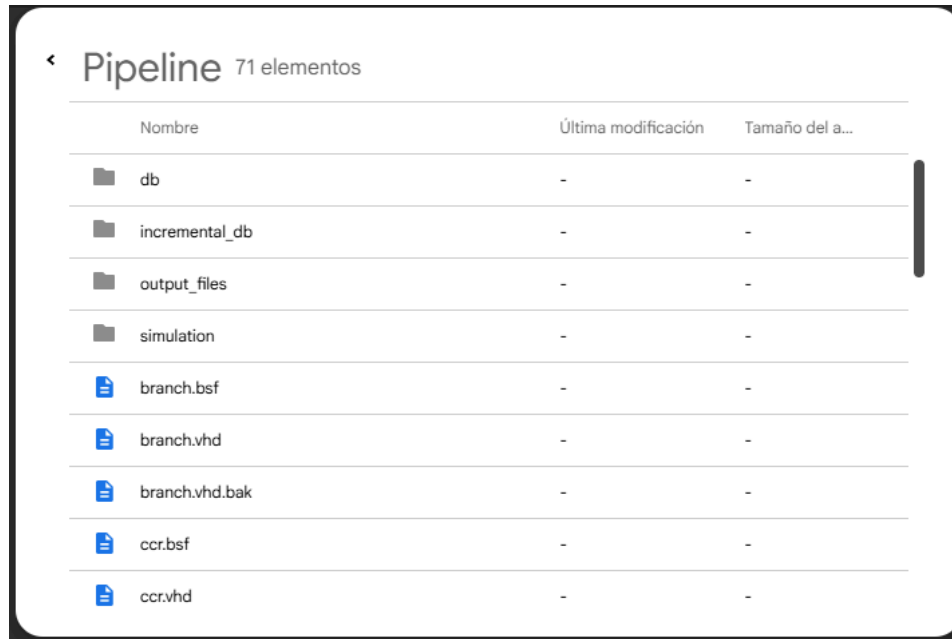 Pipeline 71 elementos
Nombre Última modificación Tamaño del a...
db - -
incremental_db - -
output_files - -
simulation - -
branch.bsf - -
branch.vhd - -
branch.vhd.bak - -
ccr.bsf - -
ccr.vhd - -